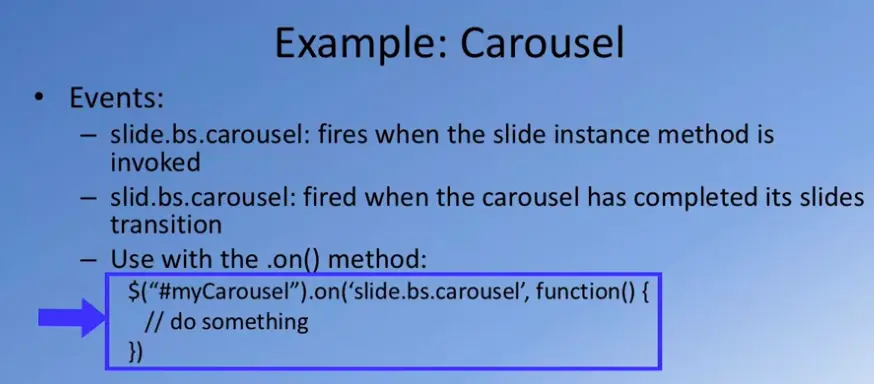 Example: Carousel
• Events:
– slide.bs.carousel: fires when the slide instance method is
invoked
– slid.bs.carousel: fired when the carousel has completed its slides
transition
– Use with the .on() method:
$(“#myCarousel”).on(‘slide.bs.carousel’, function() {
// do something
})